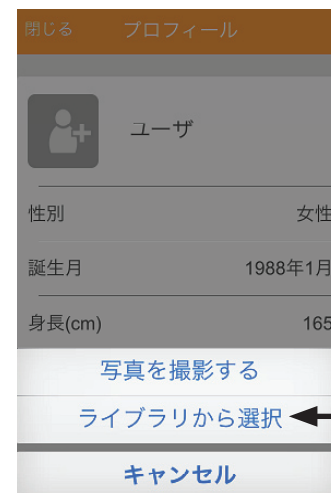 閉じる プロフィール
ユーザ
性別 女性
誕生月 1988年1月
身長(cm) 165
写真を撮影する
ライブラリから選択
キャンセル